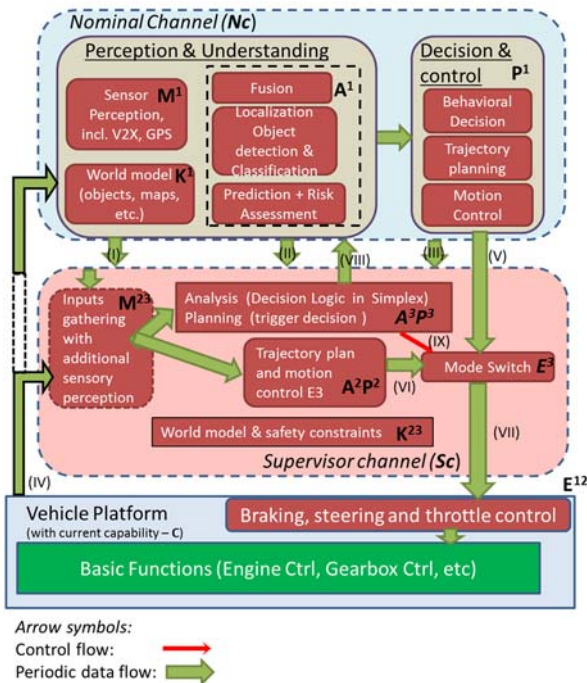 Nominal Channel (Nc)
Perception & Understanding
Sensor M¹
Perception,
incl. V2X, GPS
World model
K¹
(objects, maps,
etc.)
Fusion
A¹
Localization
Object
detection &
Classification
Prediction + Risk
Assessment
Decision &
control P¹
Behavioral
Decision
Trajectory
planning
Motion
Control
(I)
(II)
(VIII)
(III)
(V)
Inputs
gathering M²³
with
additional
sensory
perception
Analysis (Decision Logic in Simplex)
Planning (trigger decision ) A³P³
(IX)
Trajectory plan
and motion
control E3 A²P²
(VI)
Mode Switch E³
World model & safety constraints K²³
(VII)
Supervisor channel (Sc)
(IV)
E¹²
Vehicle Platform
(with current capability – C)
Braking, steering and throttle control
Basic Functions (Engine Ctrl, Gearbox Ctrl, etc)
Arrow symbols:
Control flow:
Periodic data flow: